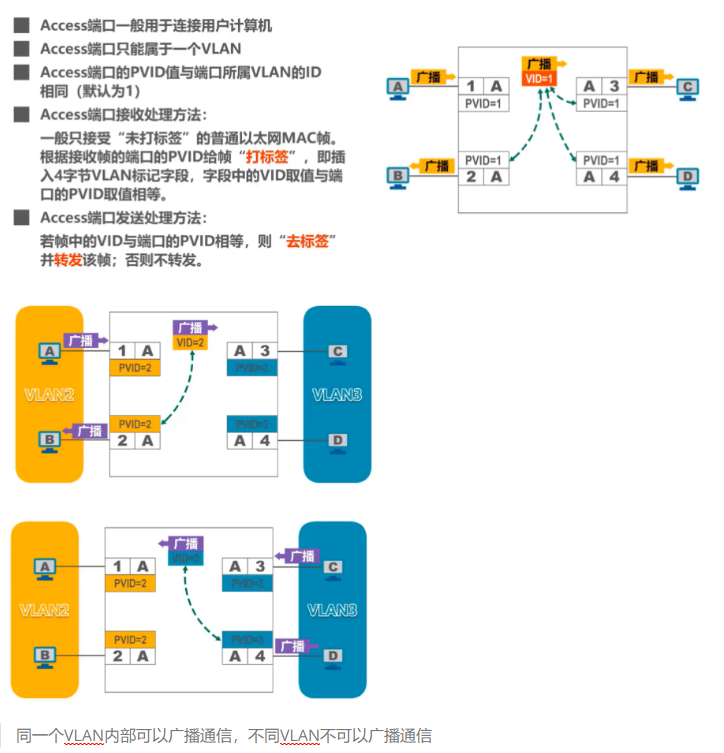 Access端口一般用于连接用户计算机
Access端口只能属于一个VLAN
Access端口的PVID值与端口所属VLAN的ID
相同（默认为1）
Access端口接收处理方法：
一般只接受“未打标签”的普通以太网MAC帧。
根据接收帧的端口的PVID给帧“打标签”，即插
入4字节VLAN标记字段，字段中的VID取值与端
口的PVID取值相等。
Access端口发送处理方法：
若帧中的VID与端口的PVID相等，则“去标签”
并转发该帧；否则不转发。
广播
VID=1
A
广播
1 A
PVID=1
A 3
PVID=1
广播
C
B
广播
PVID=1
2 A
PVID=1
A 4
广播
D
VLAN2
A
广播
1 A
PVID=2
广播
VID=2
A 3
PVID=3
C
VLAN3
B
广播
PVID=2
2 A
PVID=3
A 4
D
VLAN2
A
1 A
PVID=2
广播
VID=3
A 3
PVID=3
广播
C
VLAN3
B
PVID=2
2 A
PVID=3
A 4
广播
D
同一个VLAN内部可以广播通信，不同VLAN不可以广播通信